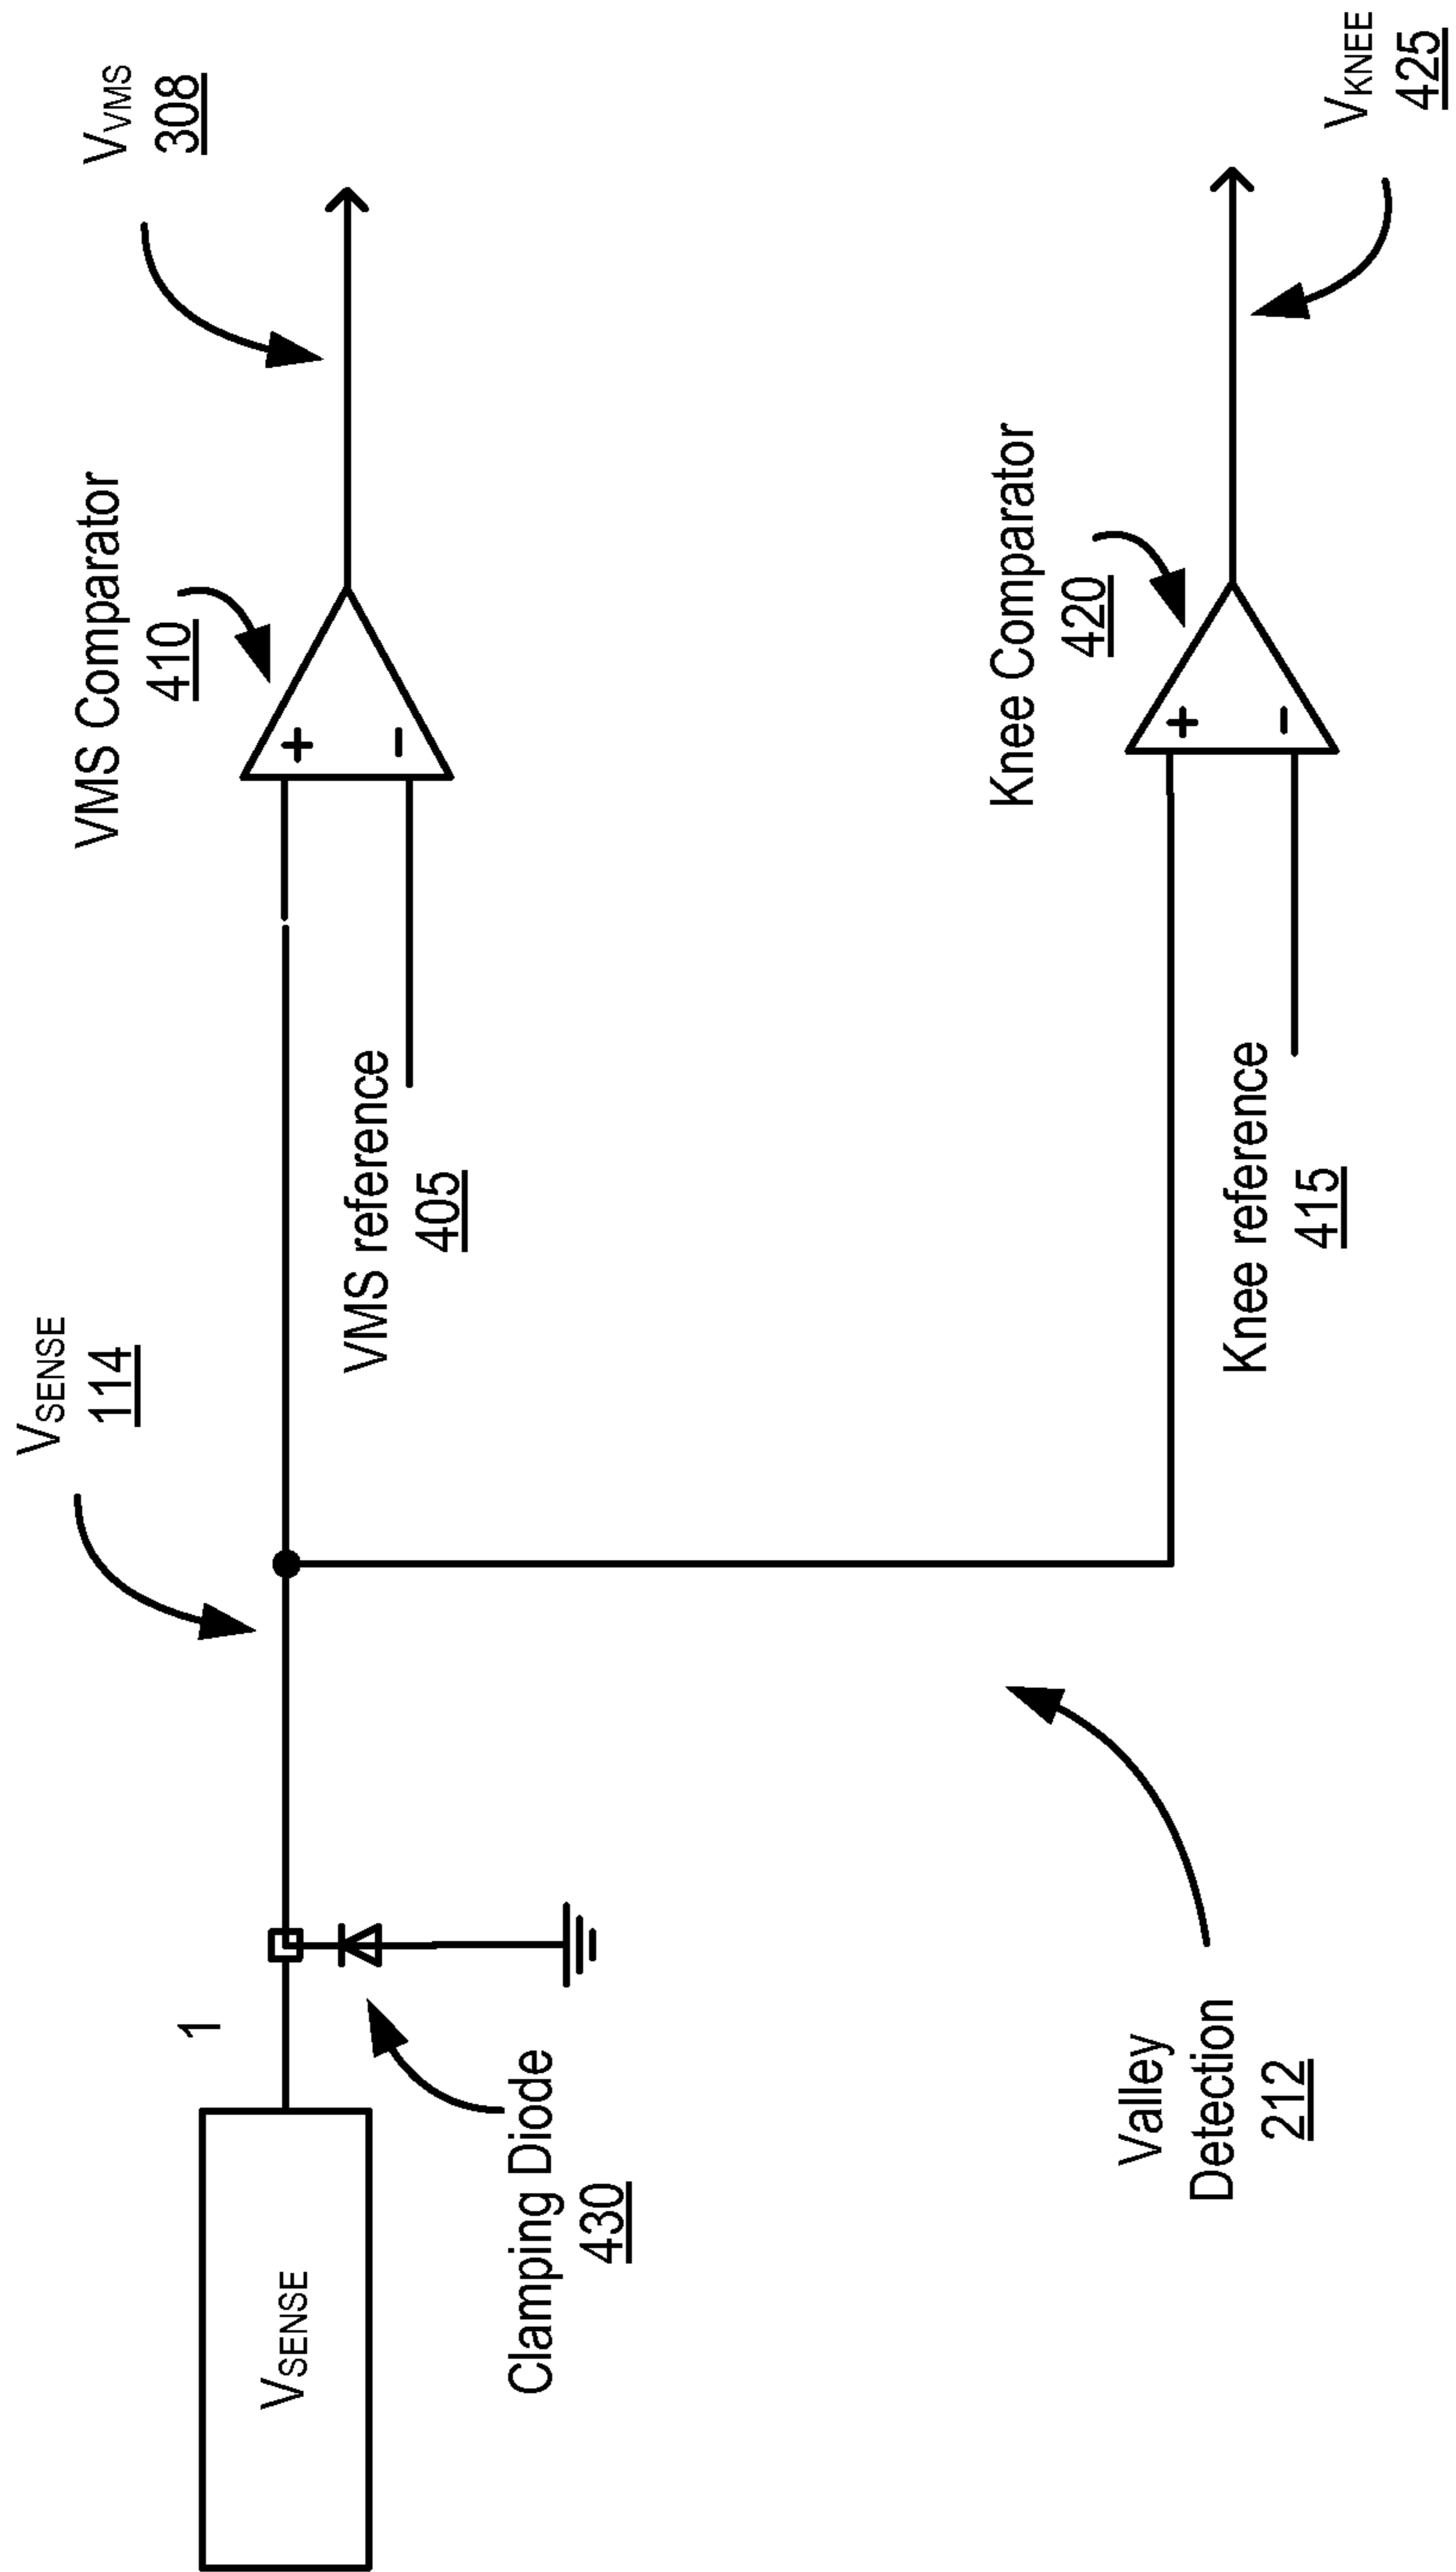 VSENSE
1
Clamping Diode
430
VSENSE
114
VMS reference
405
VMS Comparator
410
+
-
VVMS
308
Valley
Detection
212
Knee reference
415
Knee Comparator
420
+
-
VKNEE
425